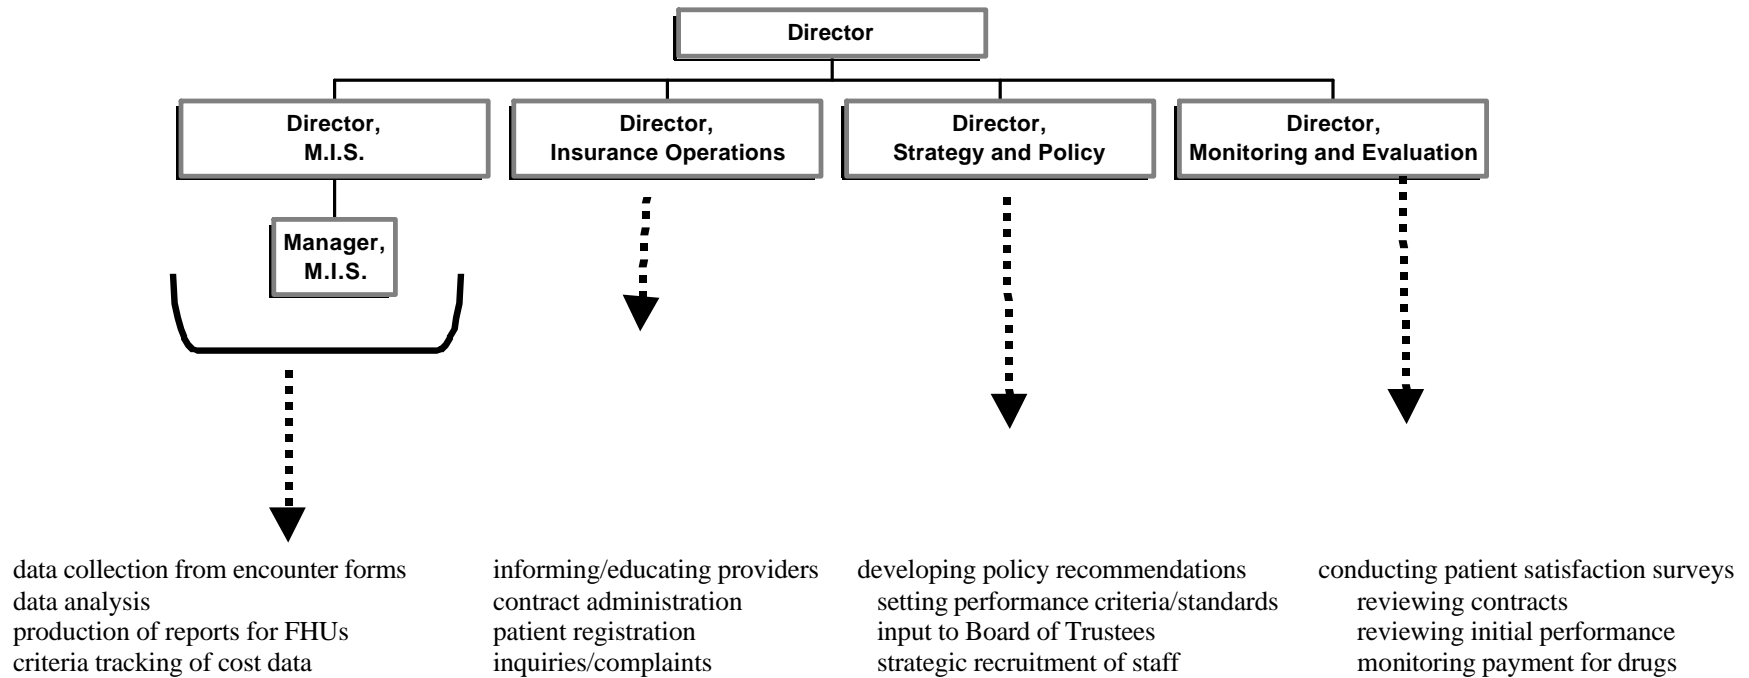 Director
Director,
M.I.S.
Director,
Insurance Operations
Director,
Strategy and Policy
Director,
Monitoring and Evaluation
Manager,
M.I.S.
data collection from encounter forms
data analysis
production of reports for FHUs
criteria tracking of cost data
informing/educating providers
contract administration
patient registration
inquiries/complaints
developing policy recommendations
setting performance criteria/standards
input to Board of Trustees
strategic recruitment of staff
conducting patient satisfaction surveys
reviewing contracts
reviewing initial performance
monitoring payment for drugs